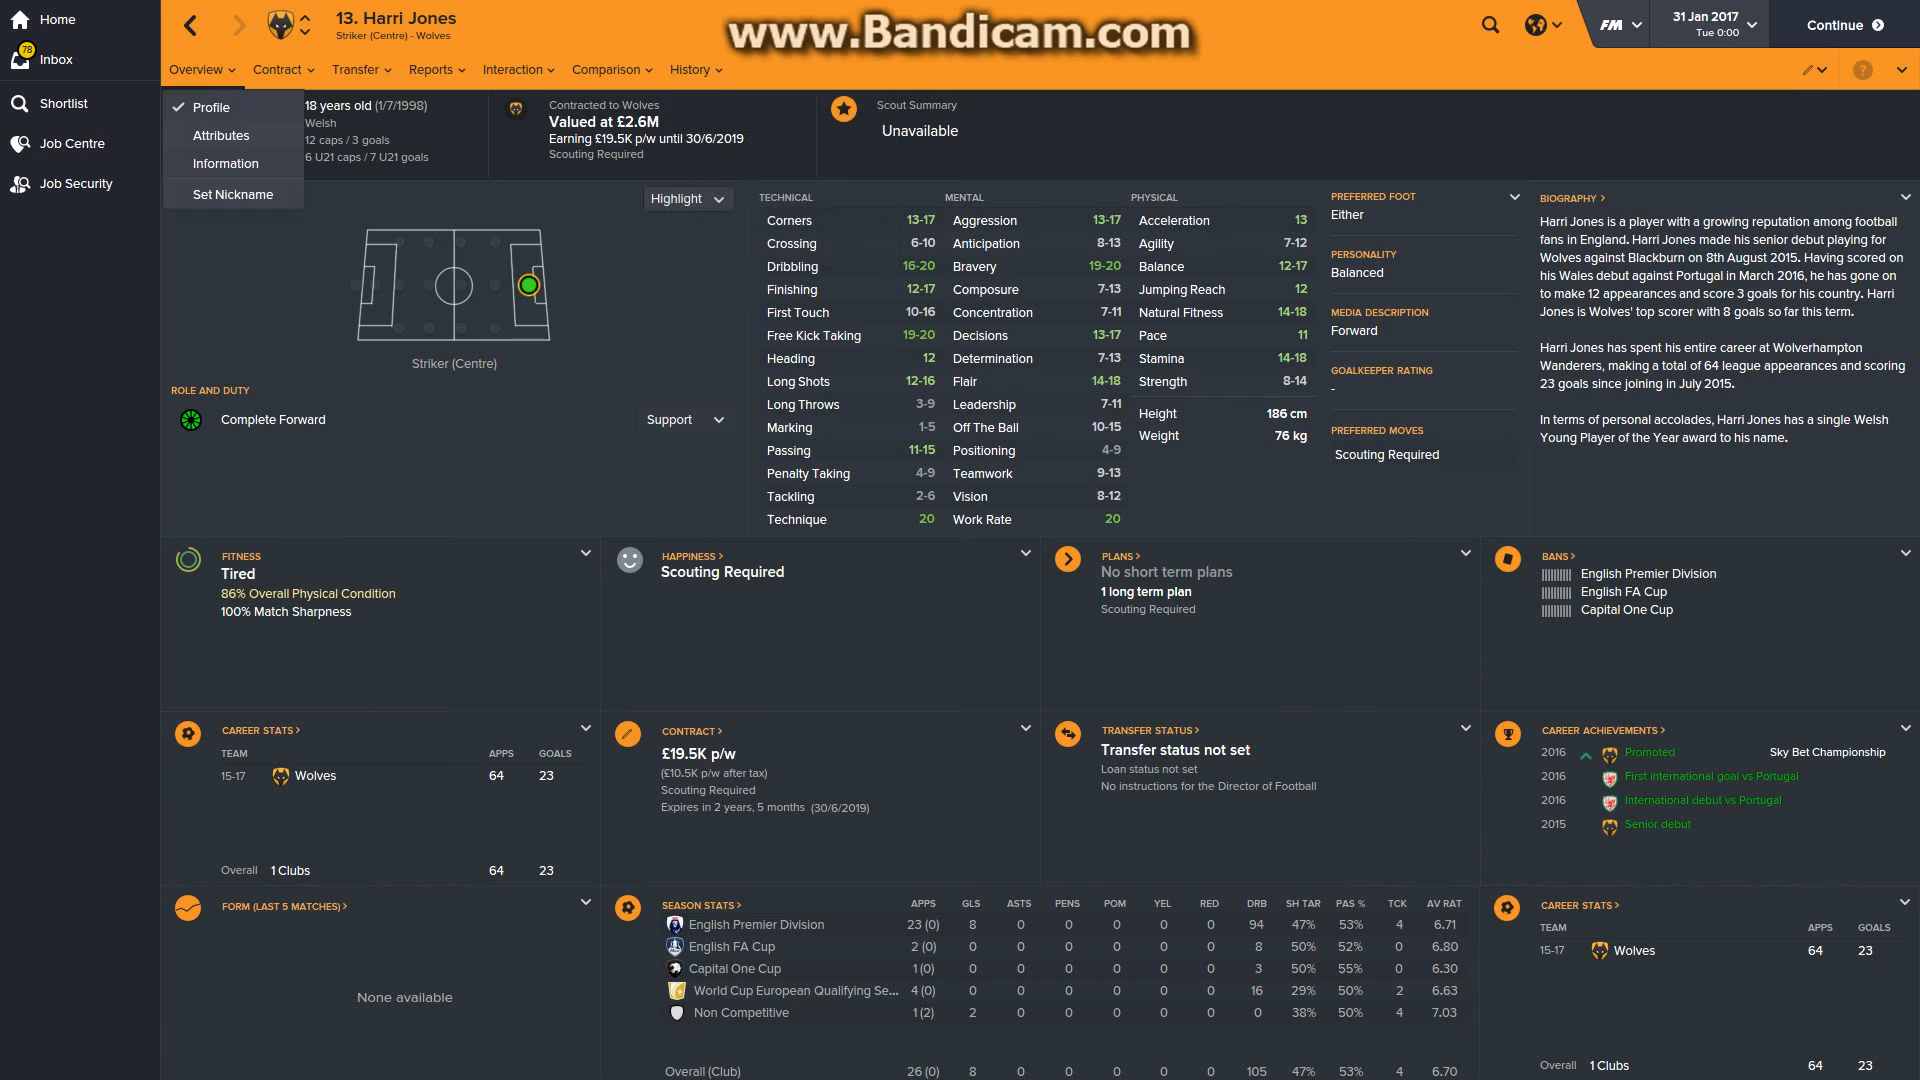 Home
78
Inbox
Shortlist
Job Centre
Job Security
13. Harri Jones
Striker (Centre) - Wolves
www.Bandicam.com
FM
31 Jan 2017
Tue 0:00
Continue
Overview
Contract
Transfer
Reports
Interaction
Comparison
History
?
Profile
Attributes
Information
Set Nickname
18 years old (1/7/1998)
Welsh
12 caps / 3 goals
6 U21 caps / 7 U21 goals
Contracted to Wolves
Valued at £2.6M
Earning £19.5K p/w until 30/6/2019
Scouting Required
Scout Summary
Unavailable
Highlight
Striker (Centre)
ROLE AND DUTY
Complete Forward
Support
TECHNICAL
Corners 13-17
Crossing 6-10
Dribbling 16-20
Finishing 12-17
First Touch 10-16
Free Kick Taking 19-20
Heading 12
Long Shots 12-16
Long Throws 3-9
Marking 1-5
Passing 11-15
Penalty Taking 4-9
Tackling 2-6
Technique 20
MENTAL
Aggression 13-17
Anticipation 8-13
Bravery 19-20
Composure 7-13
Concentration 7-11
Decisions 13-17
Determination 7-13
Flair 14-18
Leadership 7-11
Off The Ball 10-15
Positioning 4-9
Teamwork 9-13
Vision 8-12
Work Rate 20
PHYSICAL
Acceleration 13
Agility 7-12
Balance 12-17
Jumping Reach 12
Natural Fitness 14-18
Pace 11
Stamina 14-18
Strength 8-14
Height 186 cm
Weight 76 kg
PREFERRED FOOT
Either
PERSONALITY
Balanced
MEDIA DESCRIPTION
Forward
GOALKEEPER RATING
-
PREFERRED MOVES
Scouting Required
BIOGRAPHY >
Harri Jones is a player with a growing reputation among football
fans in England. Harri Jones made his senior debut playing for
Wolves against Blackburn on 8th August 2015. Having scored on
his Wales debut against Portugal in March 2016, he has gone on
to make 12 appearances and score 3 goals for his country. Harri
Jones is Wolves' top scorer with 8 goals so far this term.
Harri Jones has spent his entire career at Wolverhampton
Wanderers, making a total of 64 league appearances and scoring
23 goals since joining in July 2015.
In terms of personal accolades, Harri Jones has a single Welsh
Young Player of the Year award to his name.
FITNESS
Tired
86% Overall Physical Condition
100% Match Sharpness
HAPPINESS >
Scouting Required
PLANS >
No short term plans
1 long term plan
Scouting Required
BANS >
English Premier Division
English FA Cup
Capital One Cup
CAREER STATS >
TEAM APPS GOALS
15-17 Wolves 64 23
Overall 1 Clubs 64 23
CONTRACT >
£19.5K p/w
(£10.5K p/w after tax)
Scouting Required
Expires in 2 years, 5 months (30/6/2019)
TRANSFER STATUS >
Transfer status not set
Loan status not set
No instructions for the Director of Football
CAREER ACHIEVEMENTS >
2016 Promoted Sky Bet Championship
2016 First international goal vs Portugal
2016 International debut vs Portugal
2015 Senior debut
FORM (LAST 5 MATCHES) >
None available
SEASON STATS > APPS GLS ASTS PENS POM YEL RED DRB SH TAR PAS % TCK AV RAT
English Premier Division 23 (0) 8 0 0 0 0 0 94 47% 53% 4 6.71
English FA Cup 2 (0) 0 0 0 0 0 0 8 50% 52% 0 6.80
Capital One Cup 1 (0) 0 0 0 0 0 0 3 50% 55% 0 6.30
World Cup European Qualifying Se... 4 (0) 0 0 0 0 0 0 16 29% 50% 2 6.63
Non Competitive 1 (2) 2 0 0 0 0 0 0 38% 50% 4 7.03
Overall (Club) 26 (0) 8 0 0 0 0 0 105 47% 53% 4 6.70
CAREER STATS >
TEAM APPS GOALS
15-17 Wolves 64 23
Overall 1 Clubs 64 23